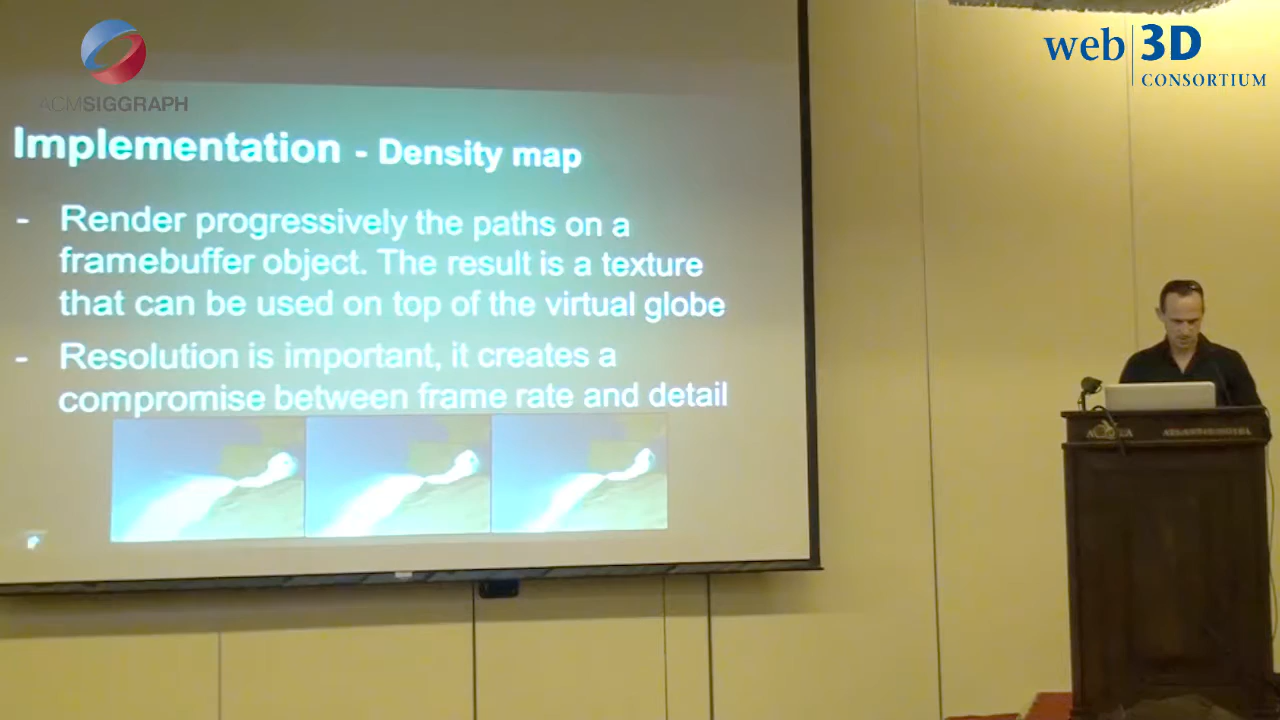 ACMSIGGRAPH
web 3D
CONSORTIUM
Implementation - Density map
- Render progressively the paths on a
framebuffer object. The result is a texture
that can be used on top of the virtual globe
- Resolution is important, it creates a
compromise between frame rate and detail